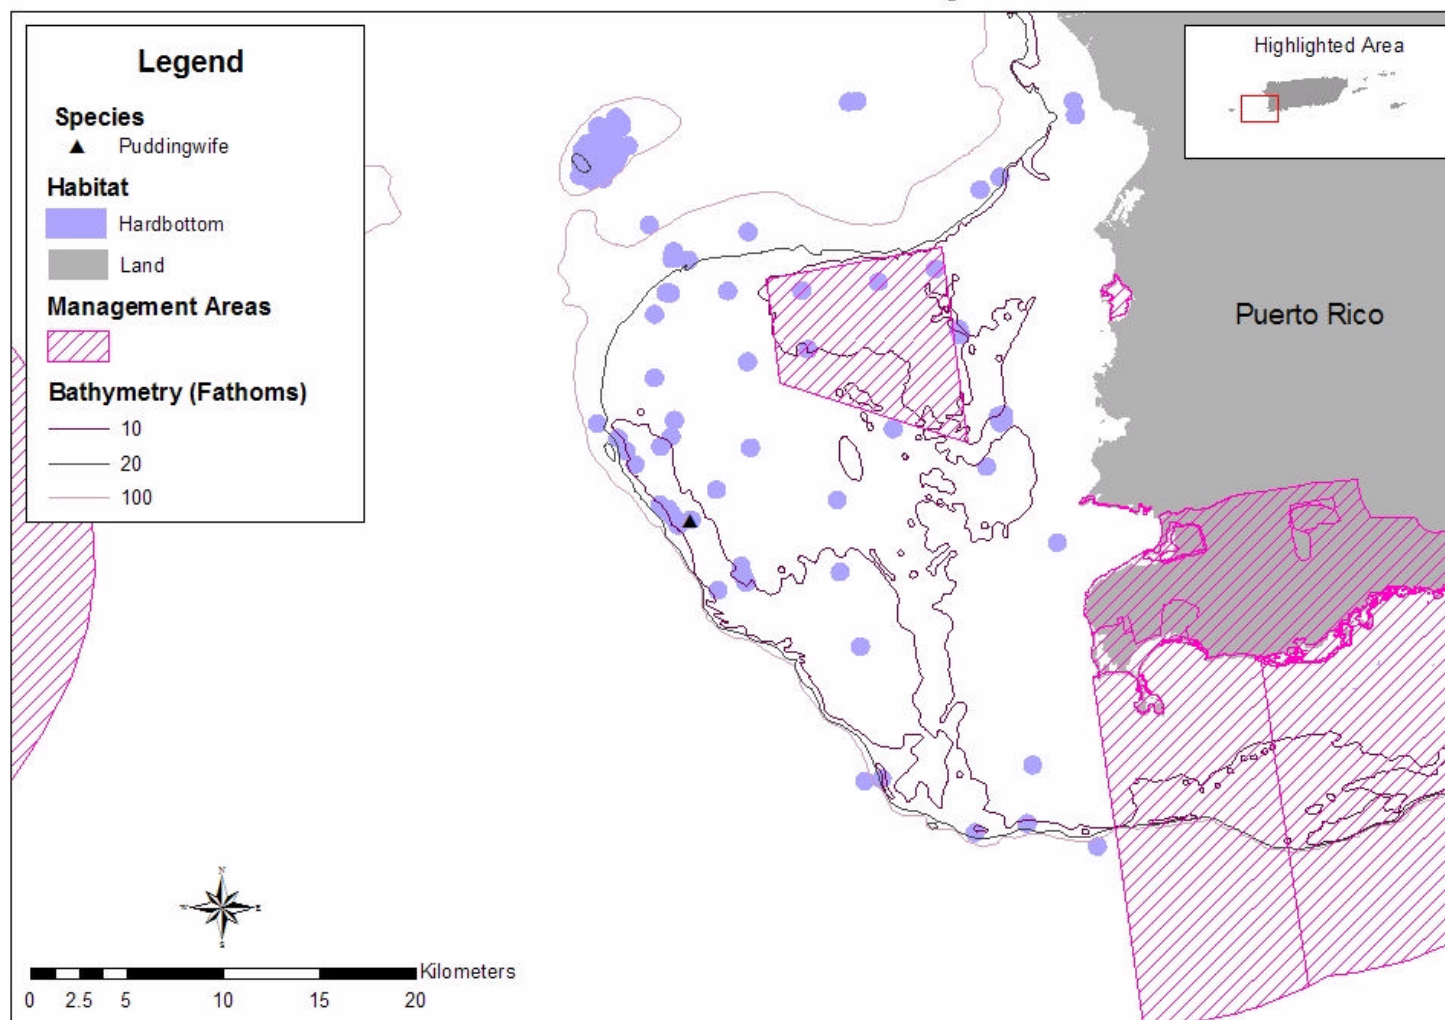 Legend
Species
Puddingwife
Habitat
Hardbottom
Land
Management Areas
Bathymetry (Fathoms)
10
20
100
Highlighted Area
Puerto Rico
N
W
E
S
Kilometers
0 2.5 5 10 15 20